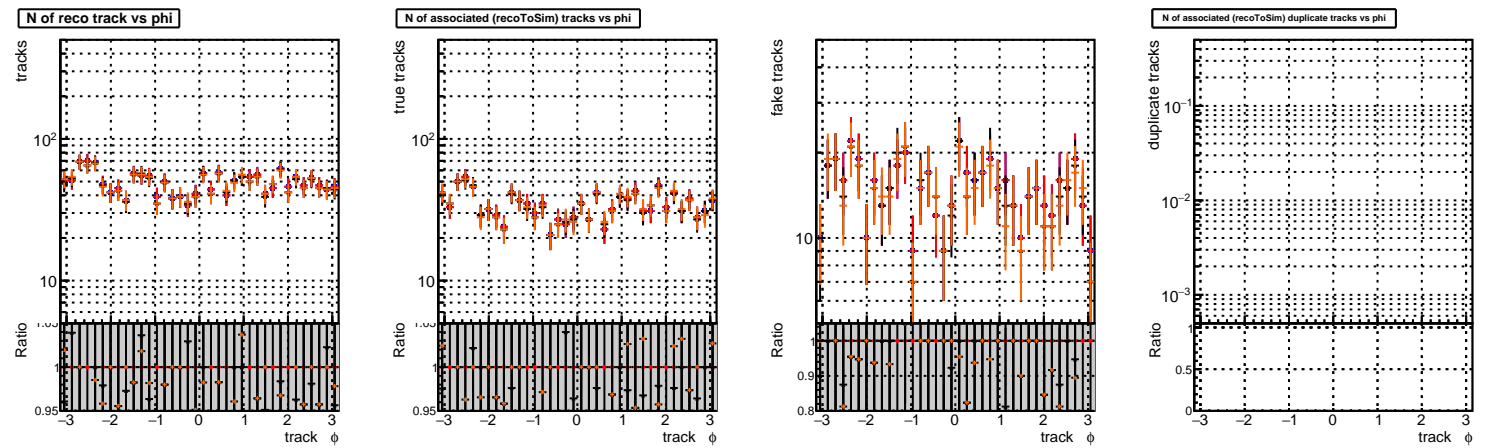 N of reco track vs phi
tracks
10²
10
Ratio
1
0.95
−3 −2 −1 0 1 2 3
track ϕ
N of associated (recoToSim) tracks vs phi
true tracks
10²
10
Ratio
1
0.95
−3 −2 −1 0 1 2 3
track ϕ
fake tracks
10
Ratio
1
0.9
0.8
−3 −2 −1 0 1 2 3
track ϕ
N of associated (recoToSim) duplicate tracks vs phi
duplicate tracks
10⁻¹
10⁻²
10⁻³
Ratio
1
0.5
0
−3 −2 −1 0 1 2 3
track ϕ